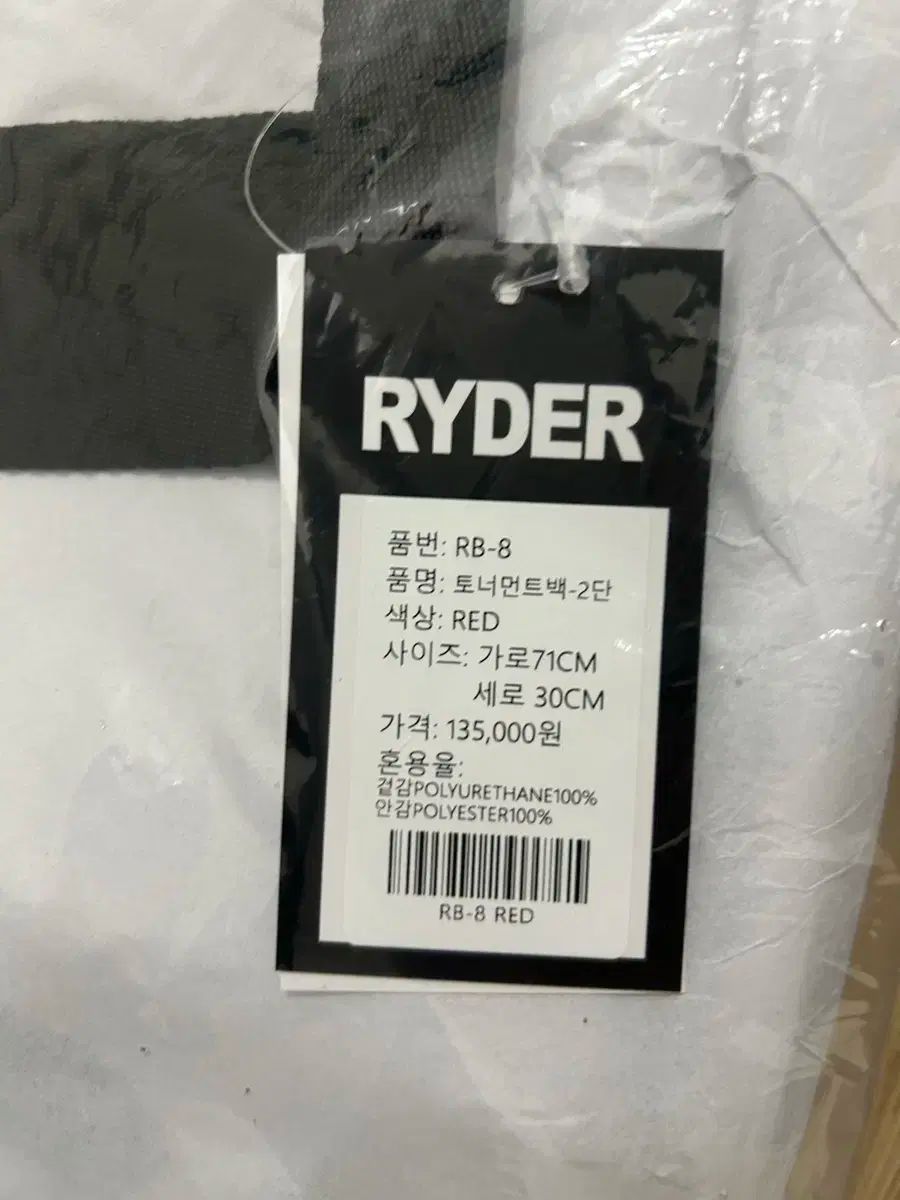 RYDER
품번: RB-8
품명: 토너먼트백-2단
색상: RED
사이즈: 가로71CM
세로 30CM
가격: 135,000원
혼용율:
겉감POLYURETHANE100%
안감POLYESTER100%
RB-8 RED